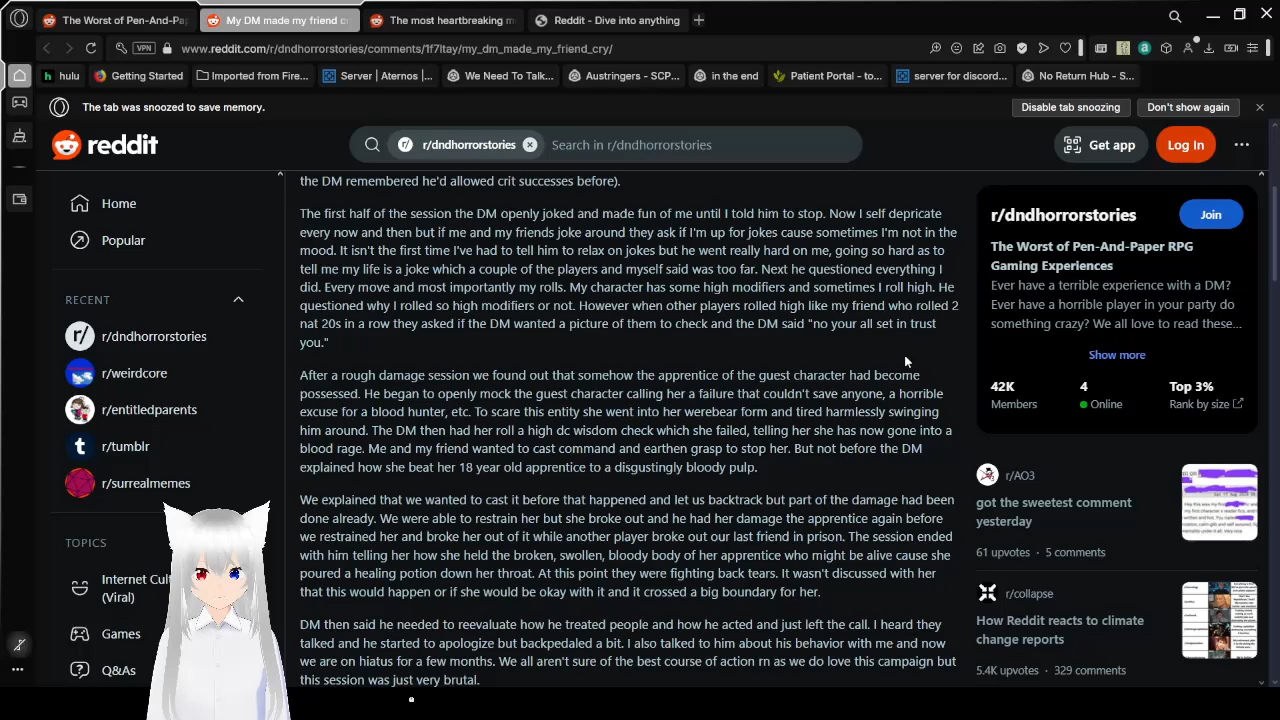 The Worst of Pen-And-Pap
My DM made my friend cr
The most heartbreaking m
Reddit - Dive into anything
VPN
www.reddit.com/r/dndhorrorstories/comments/1f7ltay/my_dm_made_my_friend_cry/
hulu
Getting Started
Imported from Fire...
Server | Aternos |...
We Need To Talk...
Austringers - SCP...
in the end
Patient Portal - to...
server for discord...
No Return Hub - S...
The tab was snoozed to save memory.
Disable tab snoozing
Don't show again
reddit
r/dndhorrorstories
Search in r/dndhorrorstories
Get app
Log In
Home
Popular
RECENT
r/dndhorrorstories
r/weirdcore
r/entitledparents
r/tumblr
r/surrealmemes
TOPICS
Internet Cul
(Viral)
Games
Q&As
the DM remembered he'd allowed crit successes before).
The first half of the session the DM openly joked and made fun of me until I told him to stop. Now I self depricate
every now and then but if me and my friends joke around they ask if I'm up for jokes cause sometimes I'm not in the
mood. It isn't the first time I've had to tell him to relax on jokes but he went really hard on me, going so hard as to
tell me my life is a joke which a couple of the players and myself said was too far. Next he questioned everything I
did. Every move and most importantly my rolls. My character has some high modifiers and sometimes I roll high. He
questioned why I rolled so high modifiers or not. However when other players rolled high like my friend who rolled 2
nat 20s in a row they asked if the DM wanted a picture of them to check and the DM said "no your all set in trust
you."
After a rough damage session we found out that somehow the apprentice of the guest character had become
possessed. He began to openly mock the guest character calling her a failure that couldn't save anyone, a horrible
excuse for a blood hunter, etc. To scare this entity she went into her werebear form and tired harmlessly swinging
him around. The DM then had her roll a high dc wisdom check which she failed, telling her she has now gone into a
blood rage. Me and my friend wanted to cast command and earthen grasp to stop her. But not before the DM
explained how she beat her 18 year old apprentice to a disgustingly bloody pulp.
We explained that we wanted to cast it before that happened and let us backtrack but part of the damage had been
done already. We were able to restrain her but she broke out and he had her damage the apprentice again before
we restrained her and broke her out while another player broke out our last friend from prison. The session ended
with him telling her how she held the broken, swollen, bloody body of her apprentice who might be alive cause she
poured a healing potion down her throat. At this point they were fighting back tears. It wasn't discussed with her
that this would happen or if she would be okay with it and it crossed a big boundry for her.
DM then said he needed to reevaluate how he treated people and how he acted and just left the call. I heard they
talked and he started to apologize but then backpedaled a bit. I also talked to him about his behavior with me and now
we are on hiatus for a few months. We all aren't sure of the best course of action rn as we do love this campaign but
this session was just very brutal.
r/dndhorrorstories
Join
The Worst of Pen-And-Paper RPG
Gaming Experiences
Ever have a terrible experience with a DM?
Ever have a horrible player in your party do
something crazy? We all love to read these...
Show more
42K
Members
4
Online
Top 3%
Rank by size
r/AO3
got the sweetest comment
yesterday
61 upvotes · 5 comments
r/collapse
How Reddit reacts to climate
change reports
5.4K upvotes · 329 comments